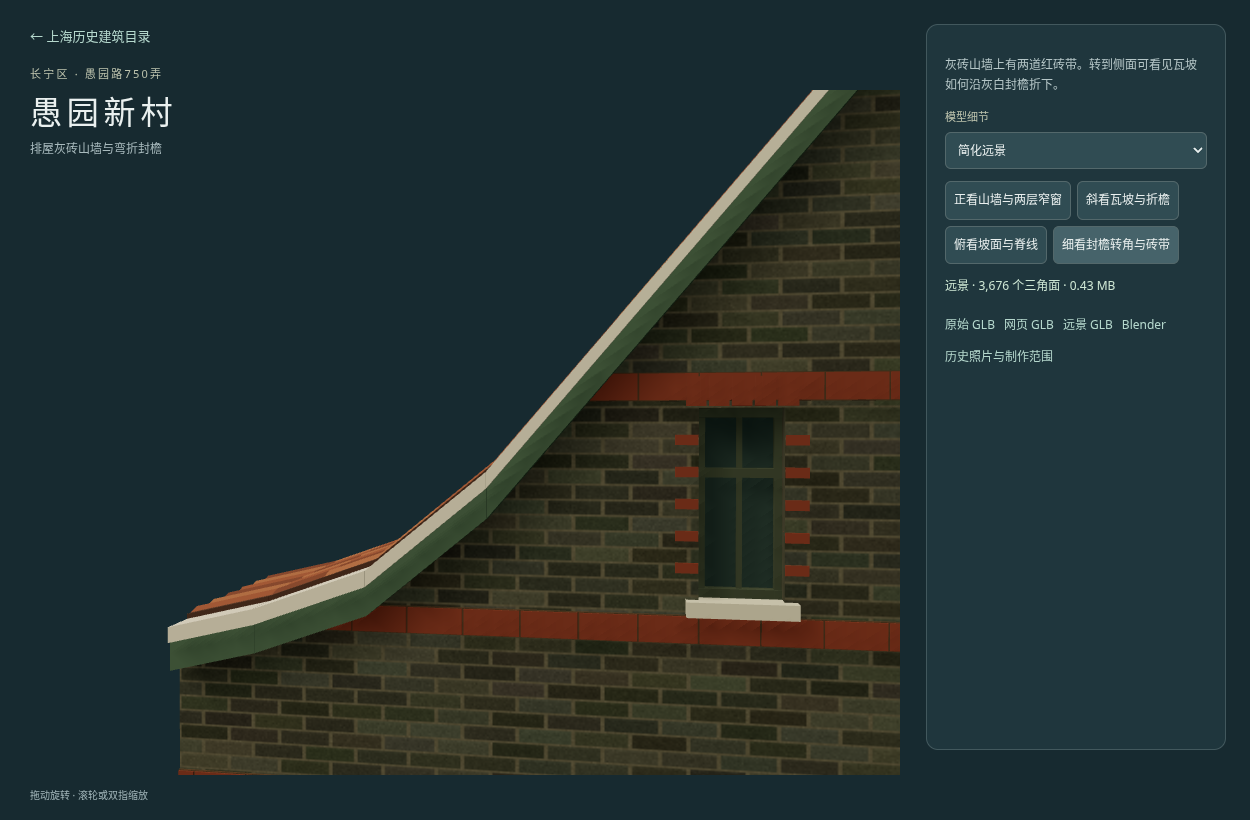 ← 上海历史建筑目录
长宁区 · 愚园路750弄
愚园新村
排屋灰砖山墙与弯折封檐
灰砖山墙上有两道红砖带。转到侧面可看见瓦坡
如何沿灰白封檐折下。
模型细节
简化远景
正看山墙与两层窄窗 斜看瓦坡与折檐
俯看坡面与脊线 细看封檐转角与砖带
远景 · 3,676 个三角面 · 0.43 MB
原始 GLB 网页 GLB 远景 GLB Blender
历史照片与制作范围
拖动旋转 · 滚轮或双指缩放